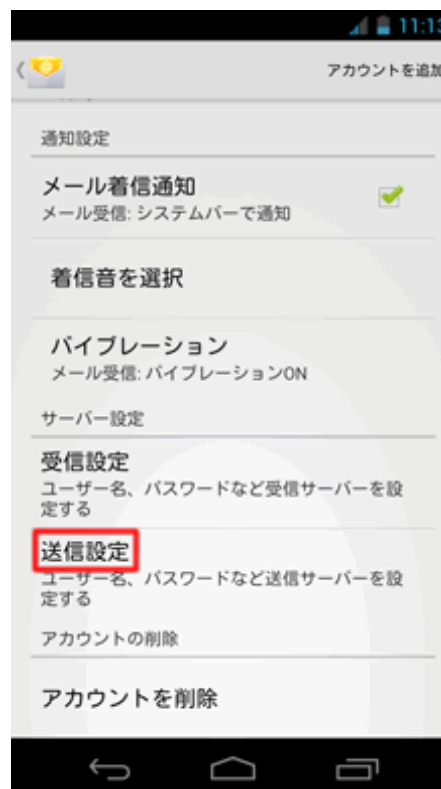 11:13
アカウントを追加
通知設定
メール着信通知
メール受信: システムバーで通知
着信音を選択
バイブレーション
メール受信: バイブレーションON
サーバー設定
受信設定
ユーザー名、パスワードなど受信サーバーを設
定する
送信設定
ユーザー名、パスワードなど送信サーバーを設
定する
アカウントの削除
アカウントを削除